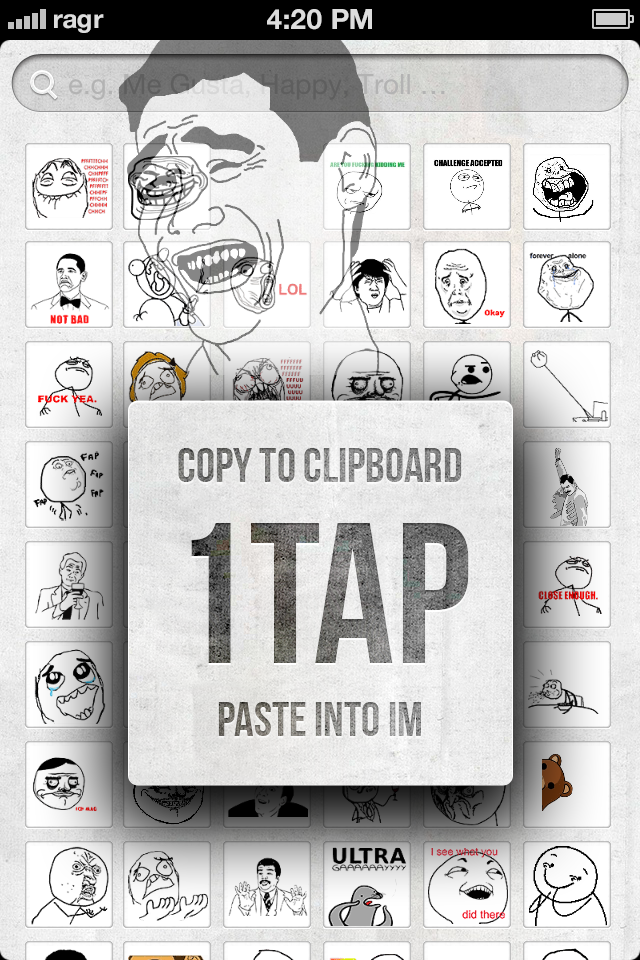 ragr
4:20 PM
e.g. Me Gusta, Happy, Troll ...
ARE YOU FUCKING KIDDING ME
CHALLENGE ACCEPTED
NOT BAD
LOL
Okay
forever alone
FUCK YEA.
FAP
FAP
FAP
FAP
COPY TO CLIPBOARD
1TAP
PASTE INTO IM
CLOSE ENOUGH.
ULTRA
GAAAAAAYYYY
I see what you
did there